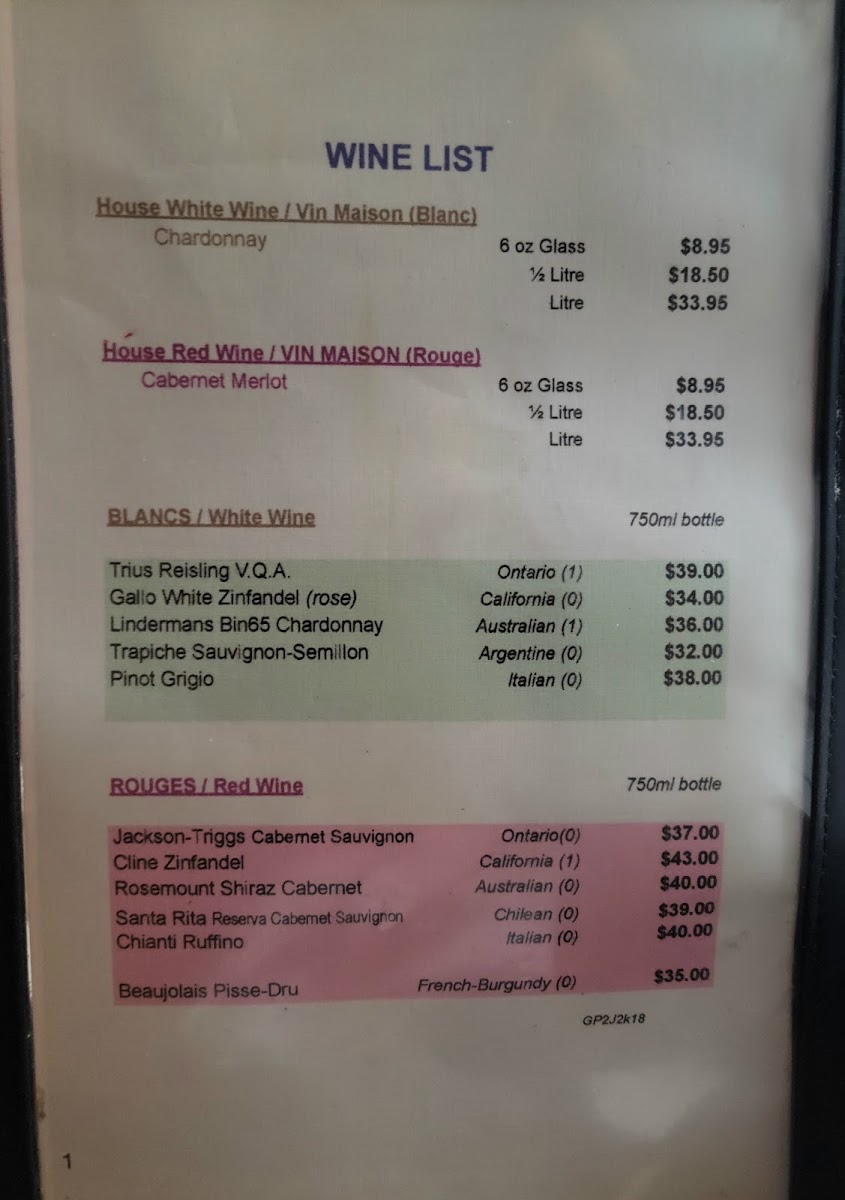 WINE LIST
House White Wine / Vin Maison (Blanc)
Chardonnay 6 oz Glass $8.95
½ Litre $18.50
Litre $33.95
House Red Wine / VIN MAISON (Rouge)
Cabernet Merlot 6 oz Glass $8.95
½ Litre $18.50
Litre $33.95
BLANCS / White Wine 750ml bottle
Trius Reisling V.Q.A. Ontario (1) $39.00
Gallo White Zinfandel (rose) California (0) $34.00
Lindermans Bin65 Chardonnay Australian (1) $36.00
Trapiche Sauvignon-Semillon Argentine (0) $32.00
Pinot Grigio Italian (0) $38.00
ROUGES / Red Wine 750ml bottle
Jackson-Triggs Cabernet Sauvignon Ontario(0) $37.00
Cline Zinfandel California (1) $43.00
Rosemount Shiraz Cabernet Australian (0) $40.00
Santa Rita Reserva Cabernet Sauvignon Chilean (0) $39.00
Chianti Ruffino Italian (0) $40.00
Beaujolais Pisse-Dru French-Burgundy (0) $35.00
GP2J2k18
1